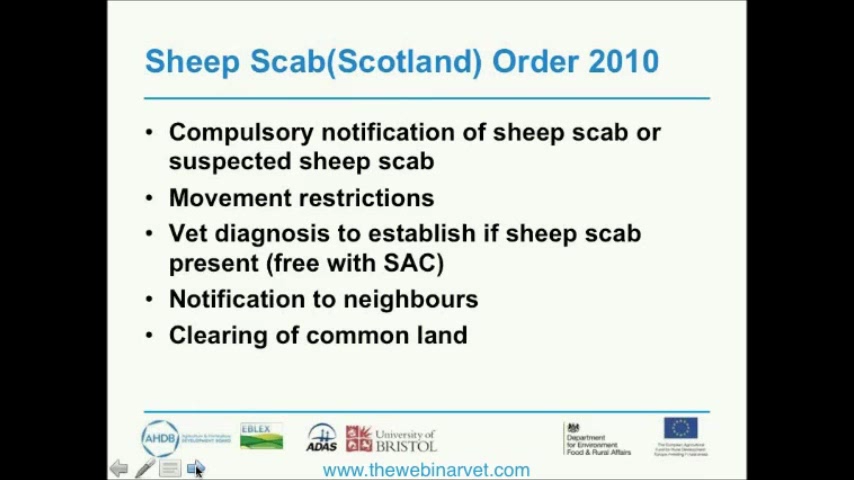 Sheep Scab(Scotland) Order 2010
• Compulsory notification of sheep scab or
suspected sheep scab
• Movement restrictions
• Vet diagnosis to establish if sheep scab
present (free with SAC)
• Notification to neighbours
• Clearing of common land
AHDB
EBLEX
ADAS
University of
BRISTOL
Department
for Environment
Food & Rural Affairs
www.thewebinarvet.com